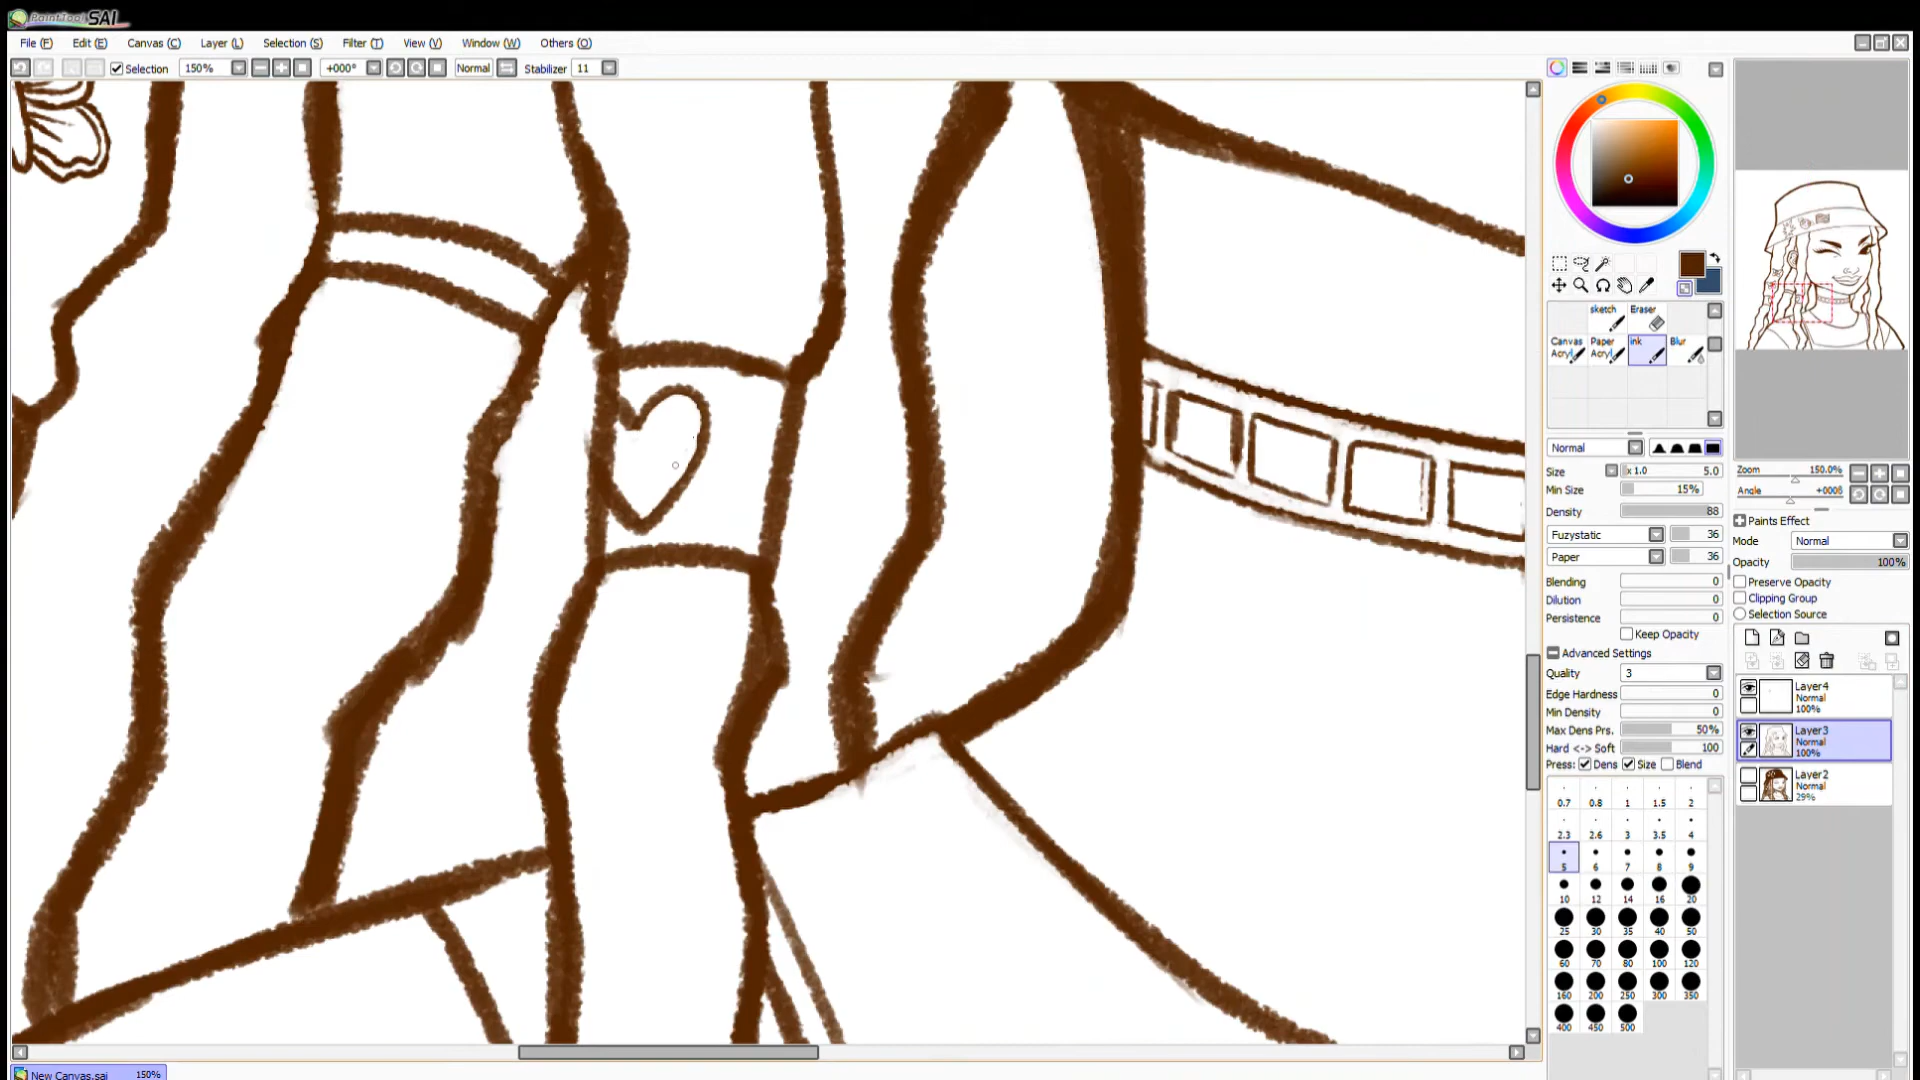 PaintTool SAI
File (F) Edit (E) Canvas (C) Layer (L) Selection (S) Filter (T) View (V) Window (W) Others (O)
Selection 150% +000° Normal Stabilizer 11
sketch Eraser
Canvas Acryl Paper Acryl ink Blur
Normal
Size x 1.0 5.0
Min Size 15%
Density 88
Fuzystatic 36
Paper 36
Blending 0
Dilution 0
Persistence 0
Keep Opacity
Advanced Settings
Quality 3
Edge Hardness 0
Min Density 0
Max Dens Prs. 50%
Hard <-> Soft 100
Press: Dens Size Blend
0.7 0.8 1 1.5 2
2.3 2.6 3 3.5 4
5 6 7 8 9
10 12 14 16 20
25 30 35 40 50
60 70 80 100 120
160 200 250 300 350
400 450 500
Zoom 150.0%
Angle +000§
Paints Effect
Mode Normal
Opacity 100%
Preserve Opacity
Clipping Group
Selection Source
Layer4
Normal
100%
Layer3
Normal
100%
Layer2
Normal
29%
New Canvas.sai 150%